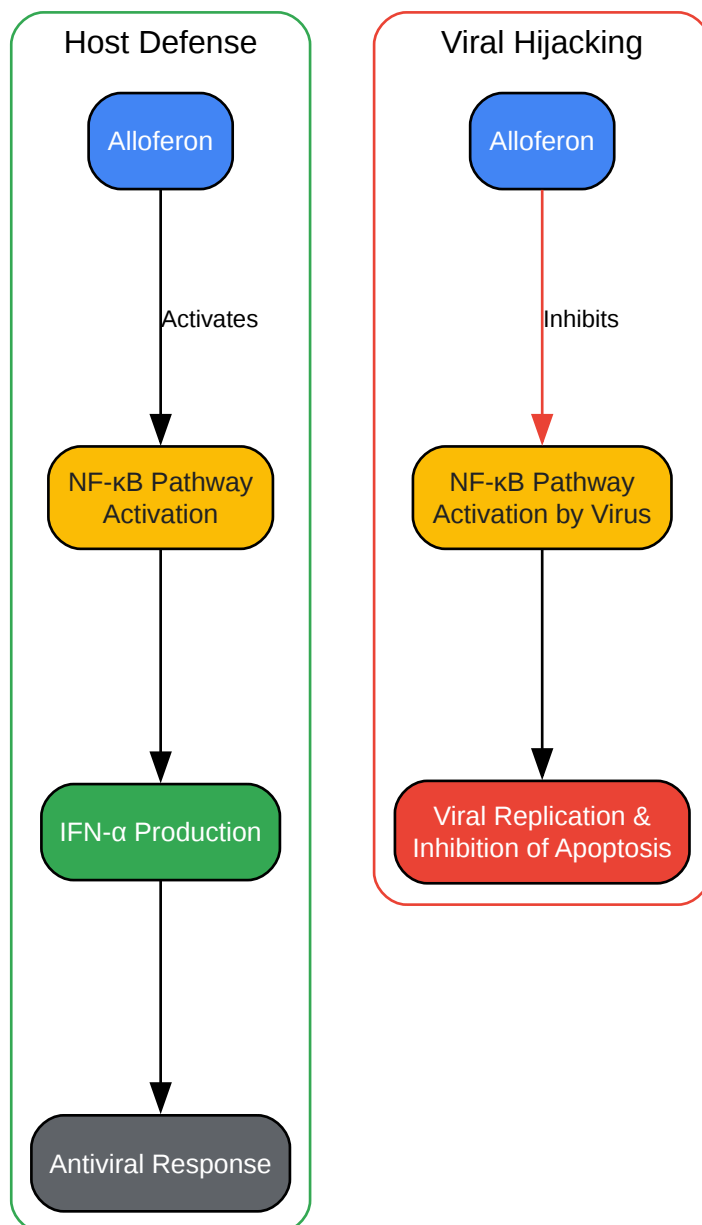 Host Defense
Alloferon
Activates
NF-κB Pathway
Activation
IFN-α Production
Antiviral Response
Viral Hijacking
Alloferon
Inhibits
NF-κB Pathway
Activation by Virus
Viral Replication &
Inhibition of Apoptosis